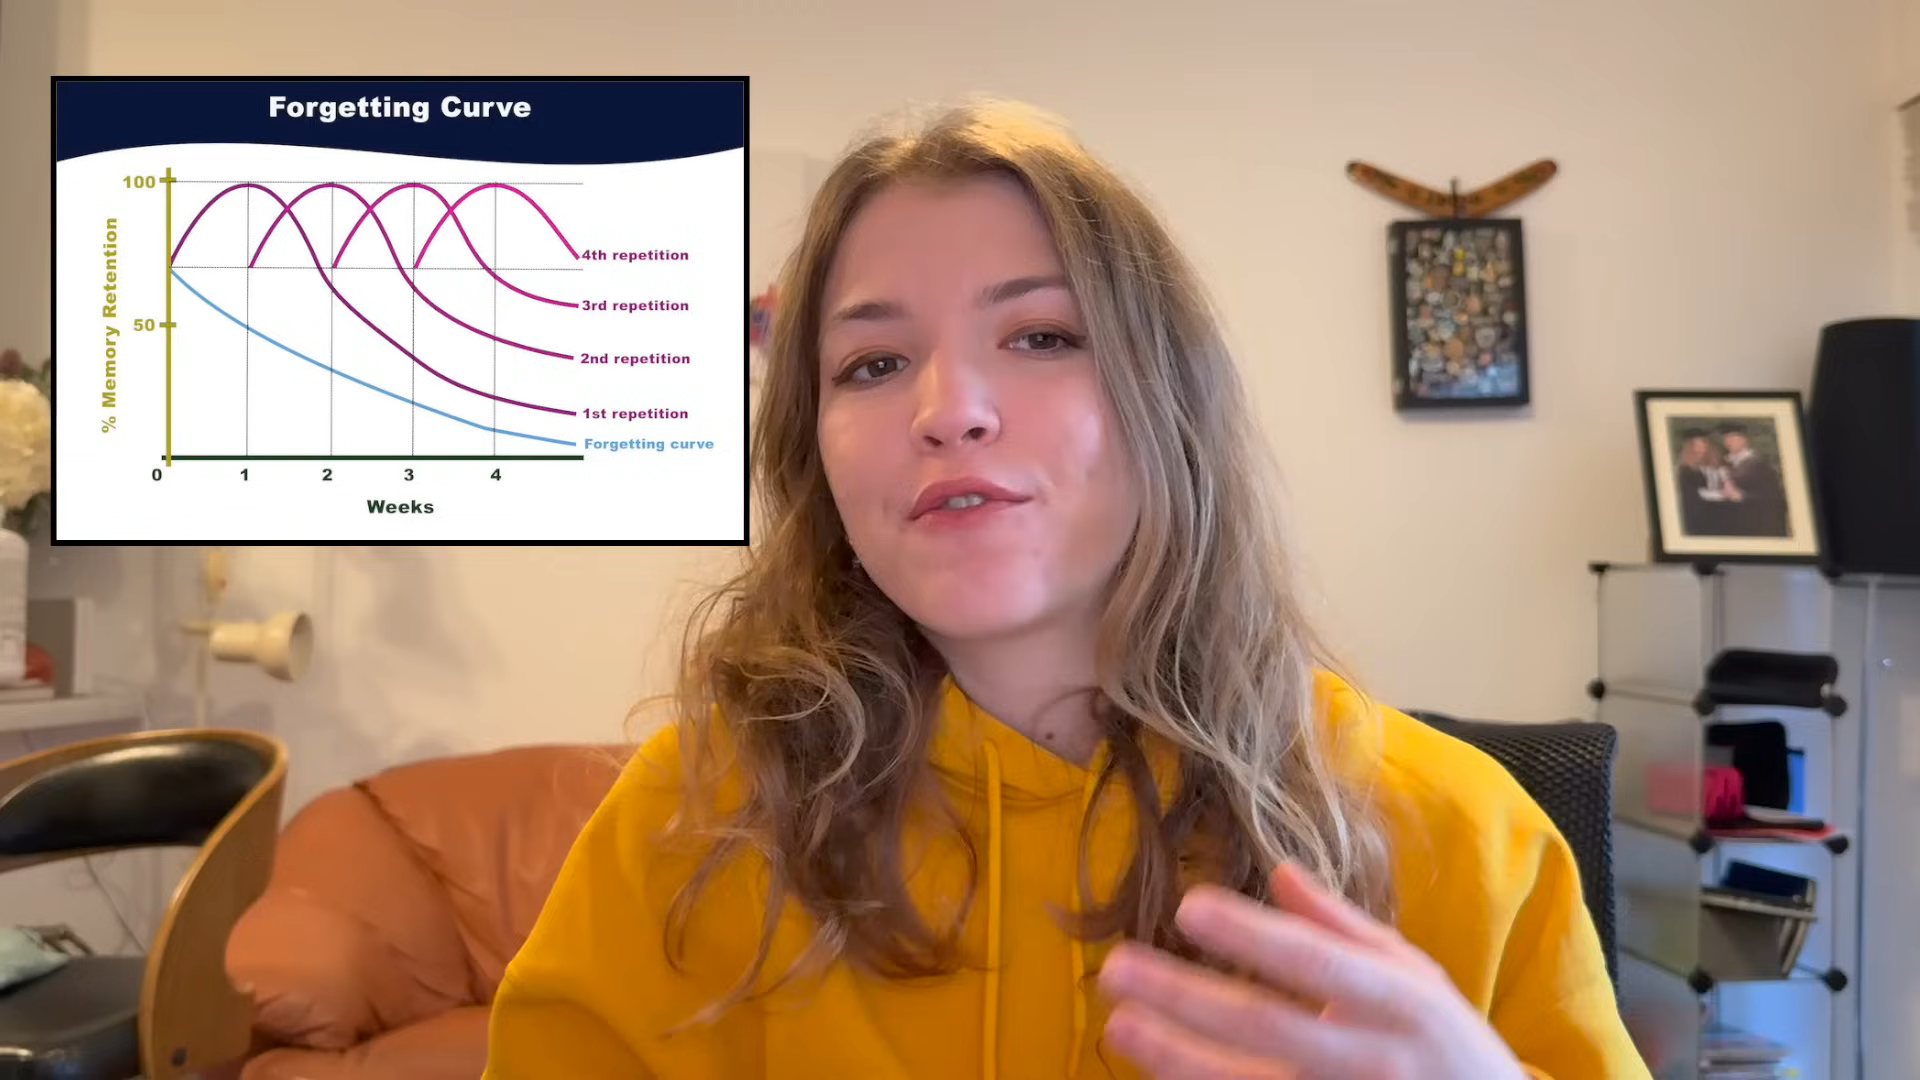 Forgetting Curve
100
50
% Memory Retention
4th repetition
3rd repetition
2nd repetition
1st repetition
Forgetting curve
0 1 2 3 4
Weeks